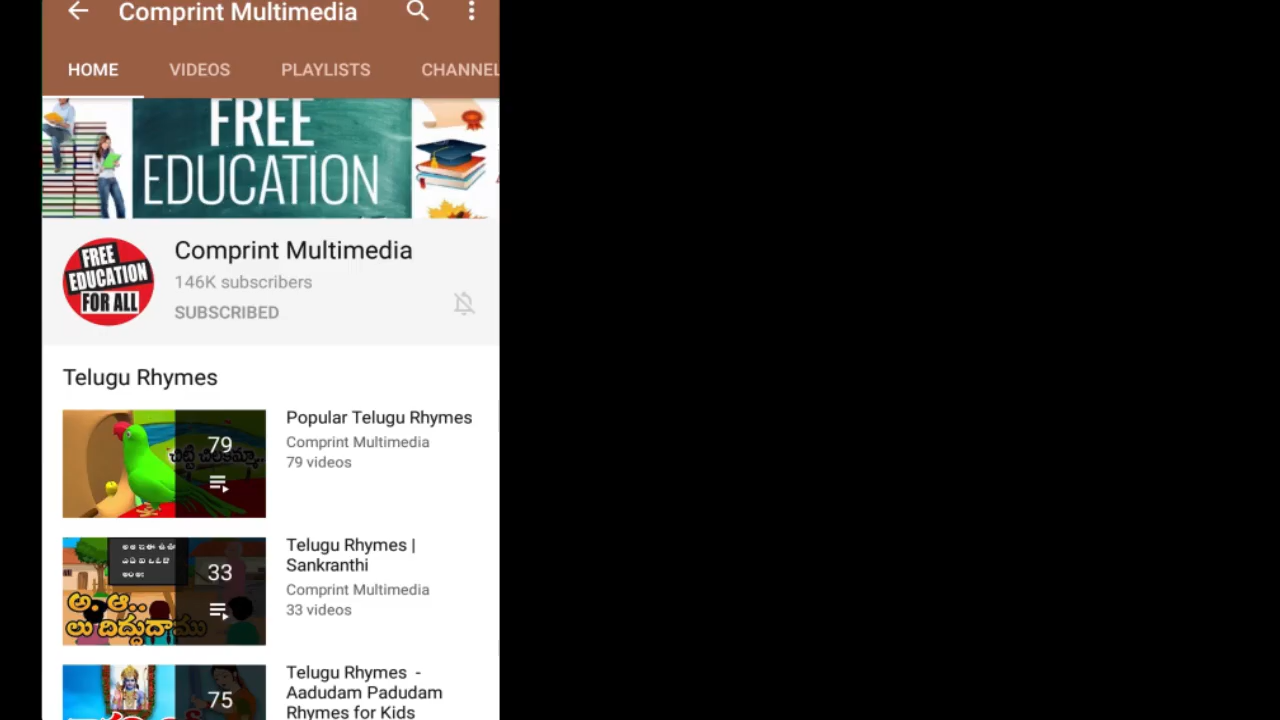 Comprint Multimedia
HOME VIDEOS PLAYLISTS CHANNEL
FREE
EDUCATION
FREE
EDUCATION
FOR ALL
Comprint Multimedia
146K subscribers
SUBSCRIBED
Telugu Rhymes
79
చిట్టి చిలకమ్మా..
Popular Telugu Rhymes
Comprint Multimedia
79 videos
33
అ. ఆ..
లు దిద్దుదాము
Telugu Rhymes |
Sankranthi
Comprint Multimedia
33 videos
75
Telugu Rhymes -
Aadudam Padudam
Rhymes for Kids